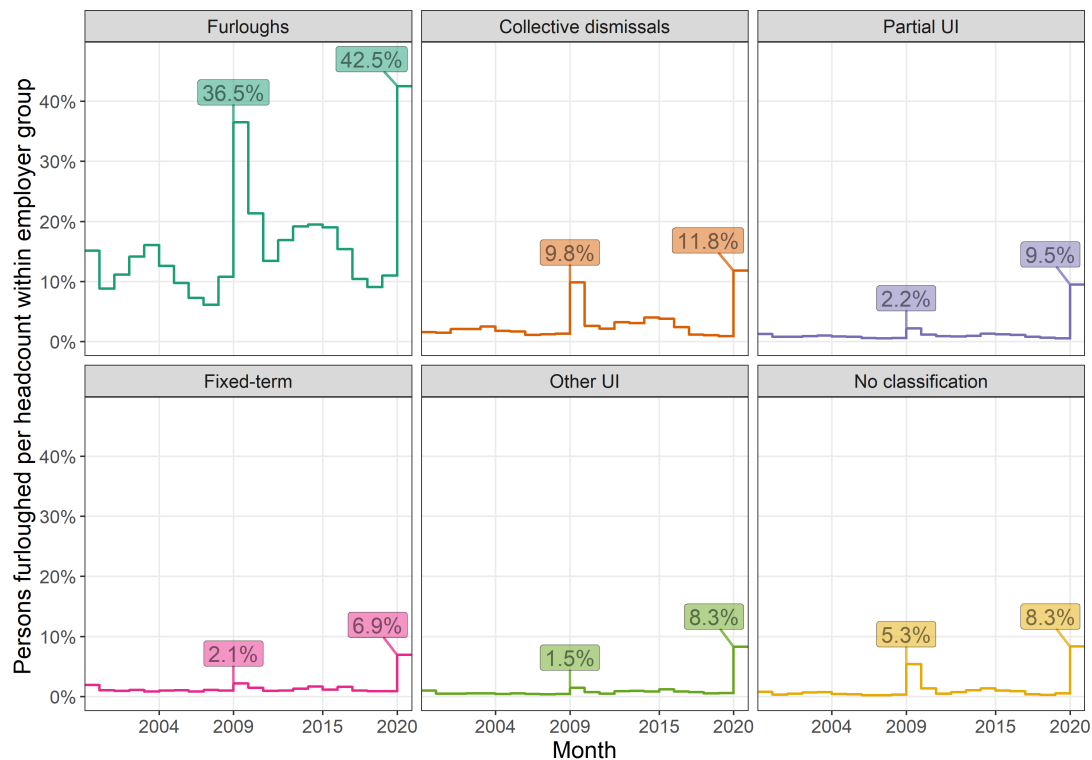 Furloughs
Collective dismissals
Partial UI
Persons furloughed per headcount within employer group
40%
30%
20%
10%
0%
36.5%
42.5%
9.8%
11.8%
2.2%
9.5%
Fixed-term
Other UI
No classification
40%
30%
20%
10%
0%
2.1%
6.9%
1.5%
8.3%
5.3%
8.3%
2004 2009 2015 2020
2004 2009 2015 2020
2004 2009 2015 2020
Month